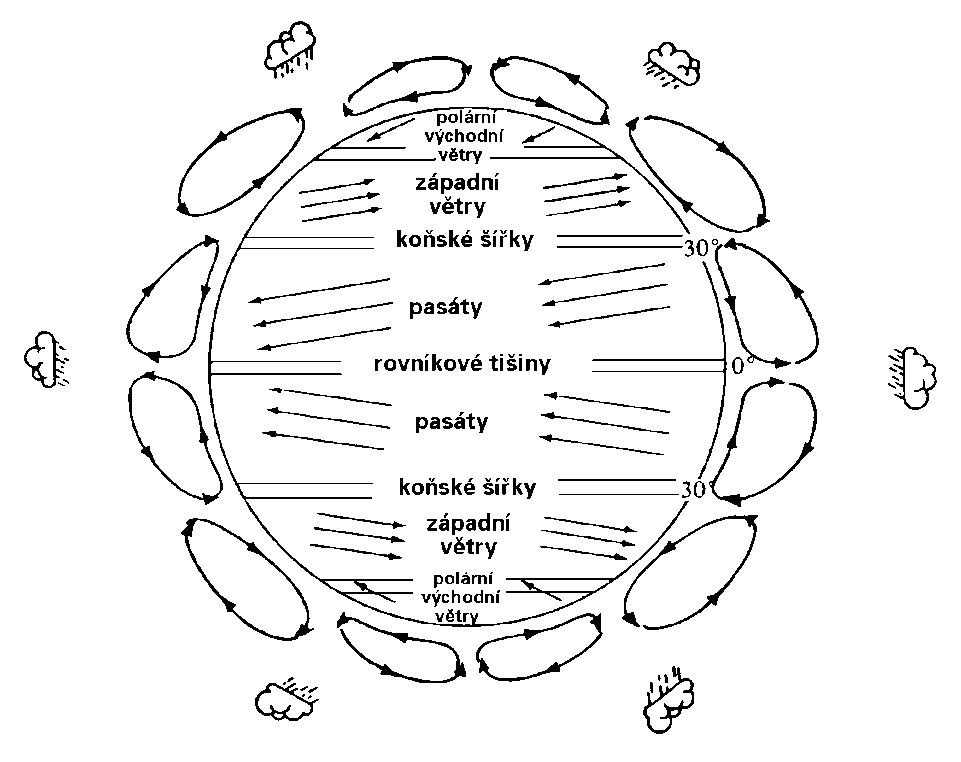 polární
východní
větry
západní
větry
koňské šířky
30°
pasáty
rovníkové tišiny
0°
pasáty
koňské šířky
30°
západní
větry
polární
východní
větry